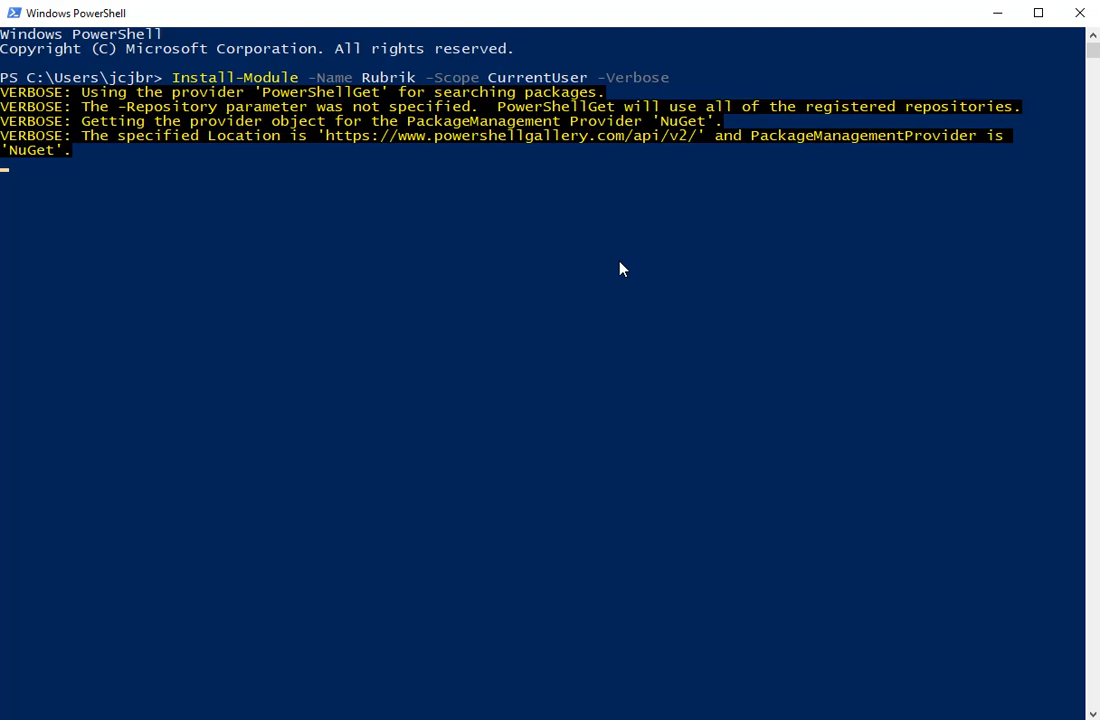 Windows PowerShell
Windows PowerShell
Copyright (C) Microsoft Corporation. All rights reserved.
PS C:\Users\jcjbr> Install-Module -Name Rubrik -Scope CurrentUser -Verbose
VERBOSE: Using the provider 'PowerShellGet' for searching packages.
VERBOSE: The -Repository parameter was not specified.  PowerShellGet will use all of the registered repositories.
VERBOSE: Getting the provider object for the PackageManagement Provider 'NuGet'.
VERBOSE: The specified Location is 'https://www.powershellgallery.com/api/v2/' and PackageManagementProvider is
'NuGet'.